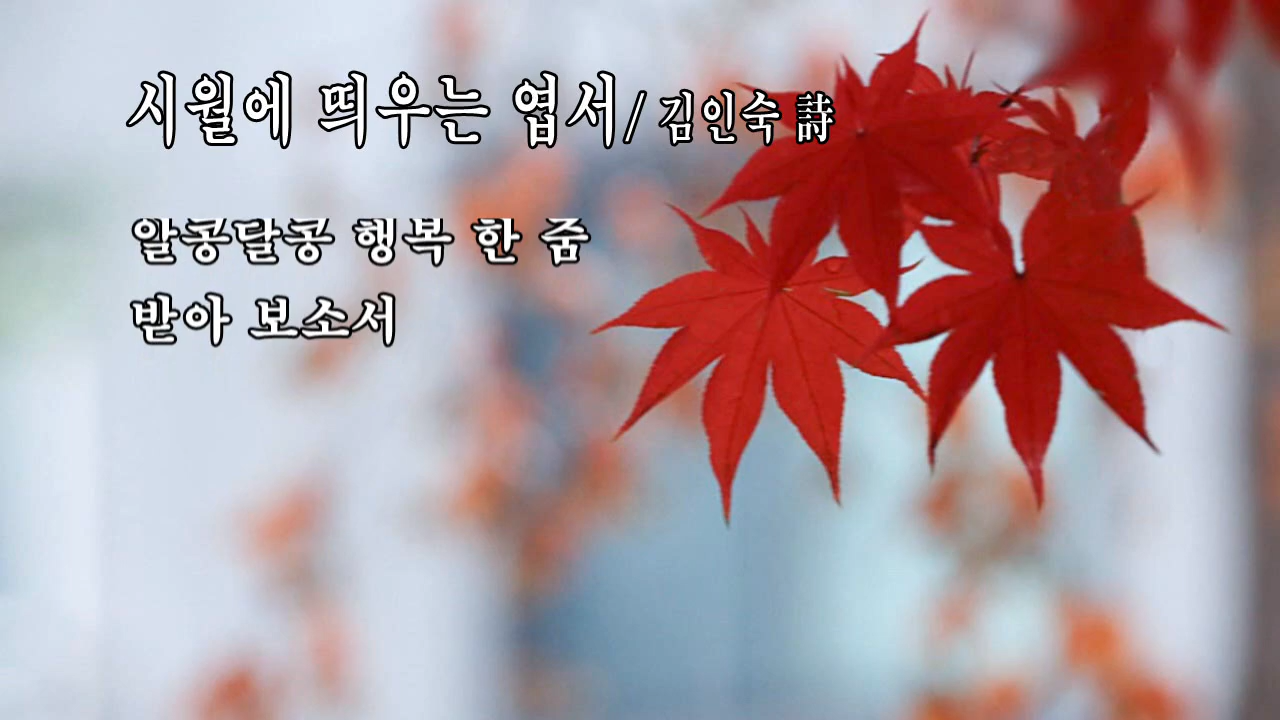 시월에 띄우는 엽서/ 김인숙 詩
알콩달콩 행복 한 줌
받아 보소서